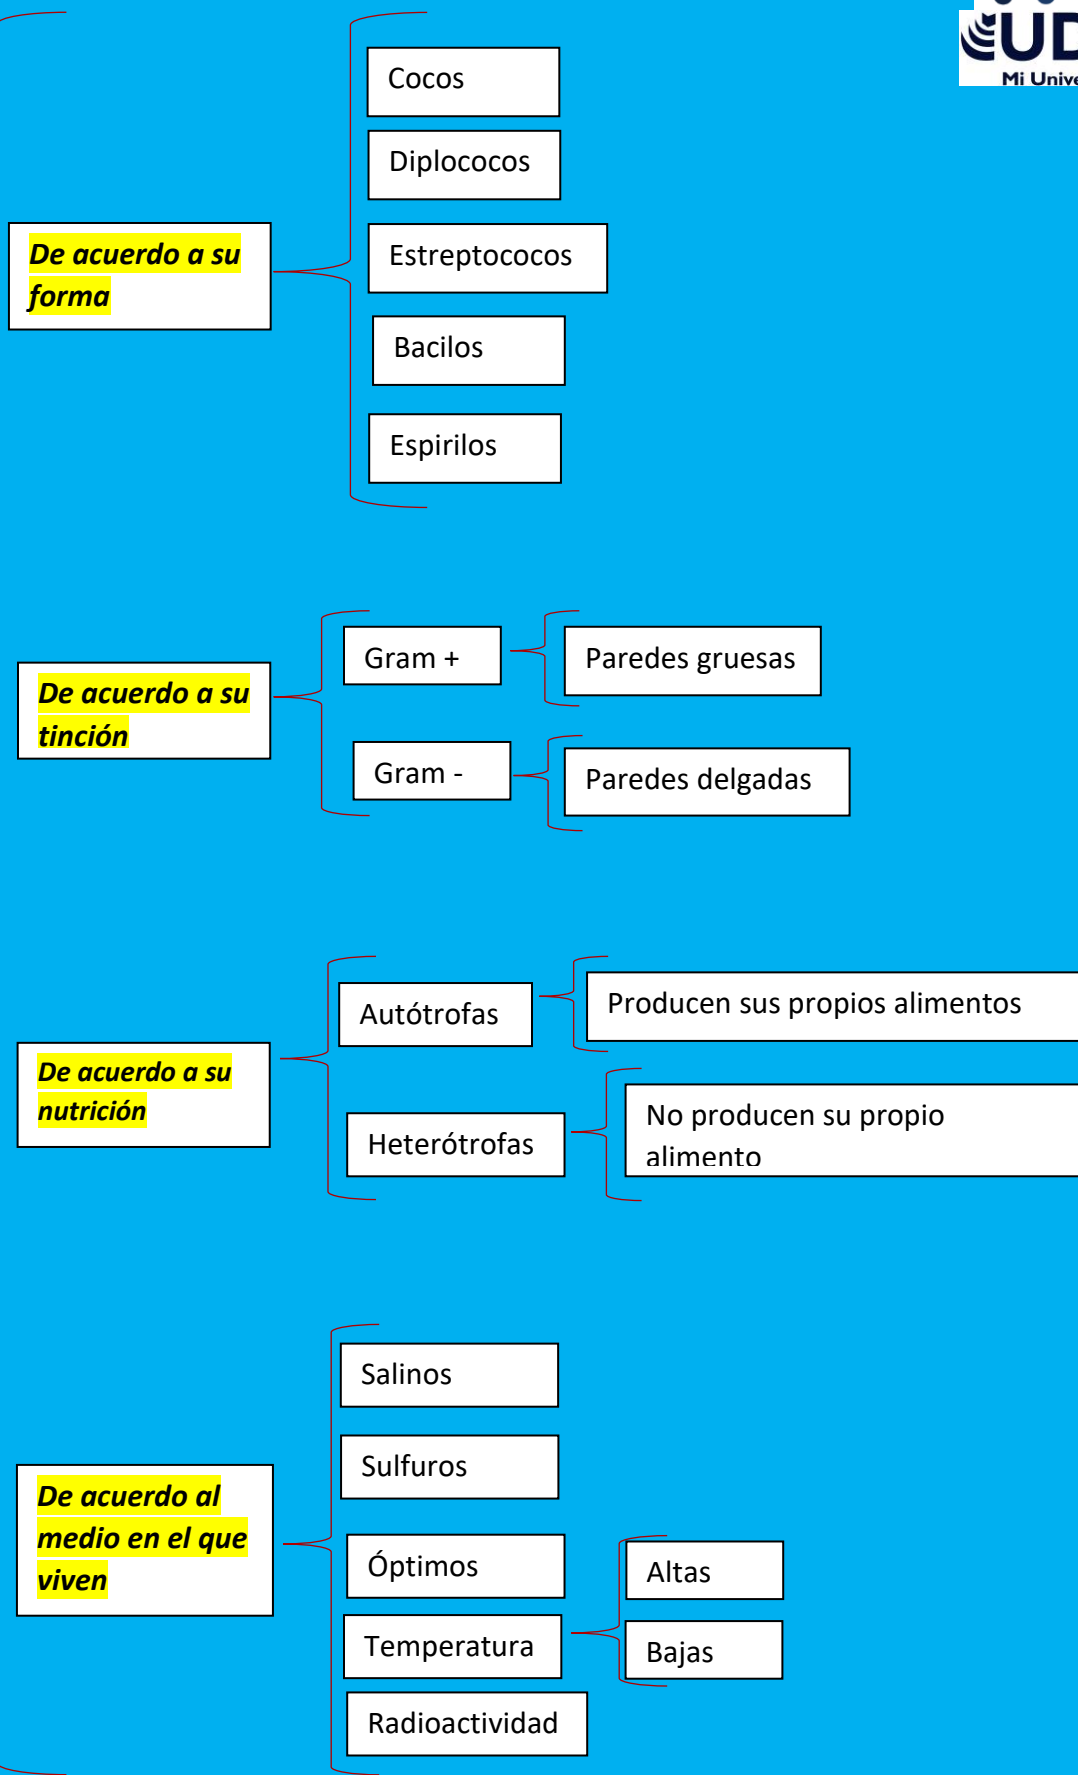 UD
Mi Unive
Cocos
Diplococos
Estreptococos
De acuerdo a su
forma
Bacilos
Espirilos
Gram +
Paredes gruesas
De acuerdo a su
tinción
Gram -
Paredes delgadas
Autótrofas
Producen sus propios alimentos
De acuerdo a su
nutrición
Heterótrofas
No producen su propio
alimento
Salinos
Sulfuros
De acuerdo al
medio en el que
viven
Óptimos
Altas
Temperatura
Bajas
Radioactividad